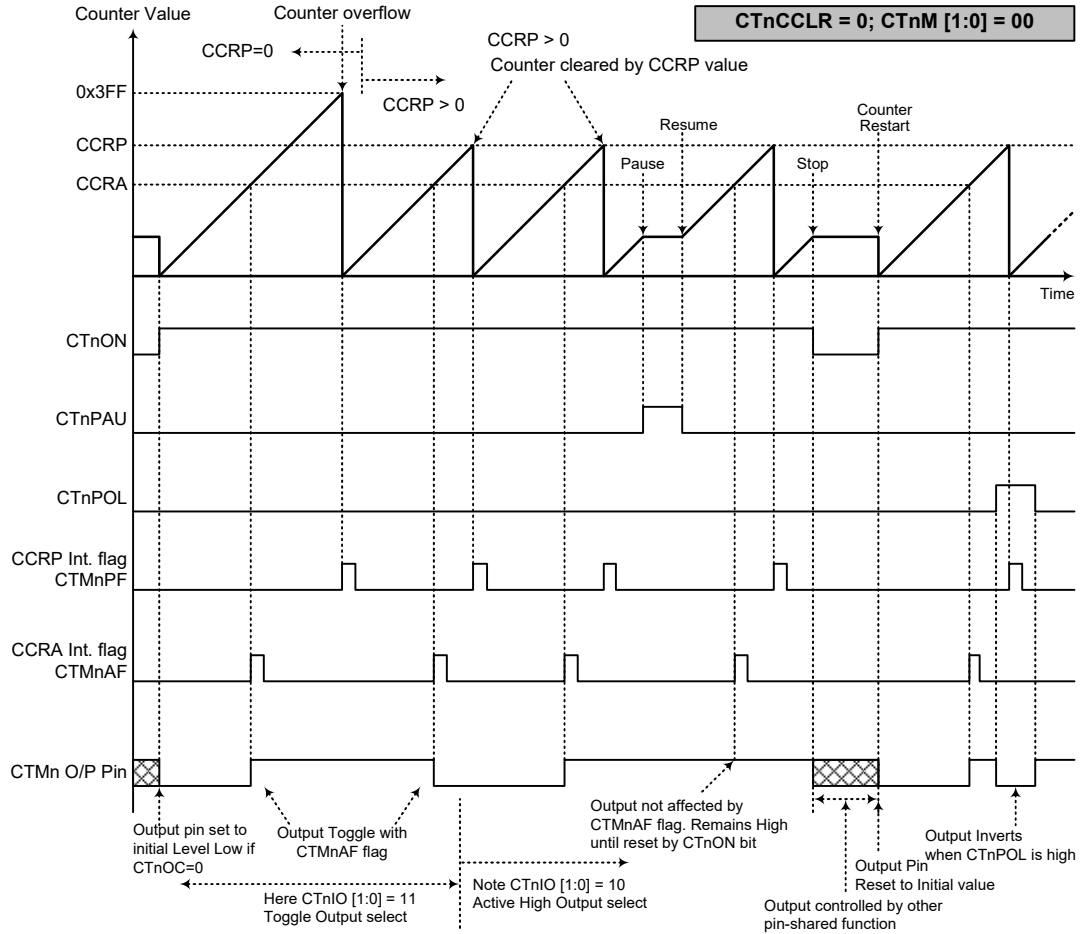 Counter Value
Counter overflow
CTnCCLR = 0; CTnM [1:0] = 00
CCRP=0
CCRP > 0
CCRP > 0
Counter cleared by CCRP value
0x3FF
CCRP
CCRA
Pause
Resume
Stop
Counter
Restart
Time
CTnON
CTnPAU
CTnPOL
CCRP Int. flag
CTMnPF
CCRA Int. flag
CTMnAF
CTMn O/P Pin
Output pin set to
initial Level Low if
CTnOC=0
Output Toggle with
CTMnAF flag
Here CTnIO [1:0] = 11
Toggle Output select
Note CTnIO [1:0] = 10
Active High Output select
Output not affected by
CTMnAF flag. Remains High
until reset by CTnON bit
Output Pin
Reset to Initial value
Output controlled by other
pin-shared function
Output Inverts
when CTnPOL is high